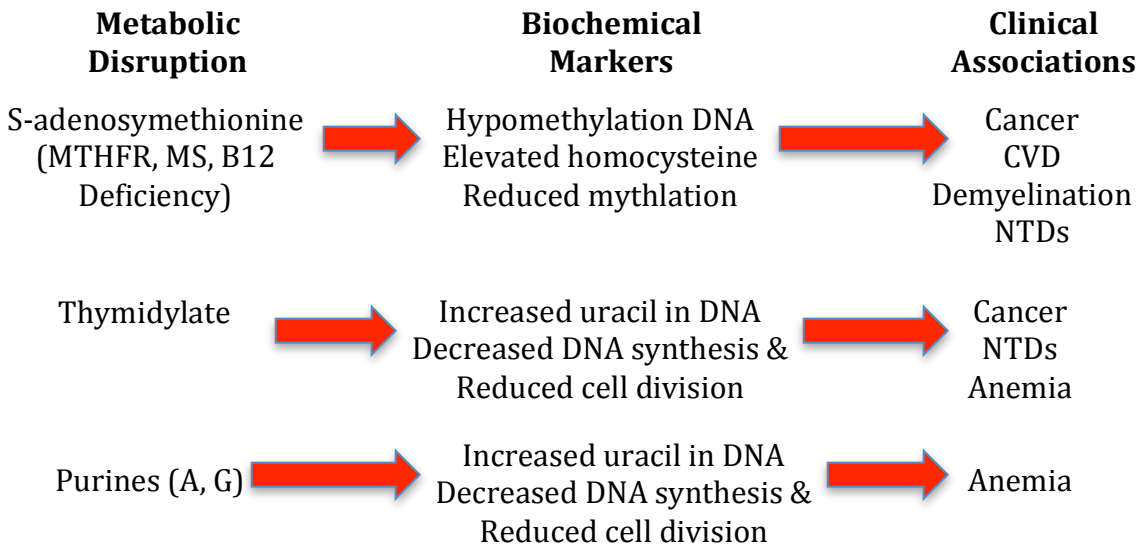 Metabolic
Disruption
Biochemical
Markers
Clinical
Associations
S-adenosymethionine
(MTHFR, MS, B12
Deficiency)
Hypomethylation DNA
Elevated homocysteine
Reduced mythlation
Cancer
CVD
Demyelination
NTDs
Thymidylate
Increased uracil in DNA
Decreased DNA synthesis &
Reduced cell division
Cancer
NTDs
Anemia
Purines (A, G)
Increased uracil in DNA
Decreased DNA synthesis &
Reduced cell division
Anemia